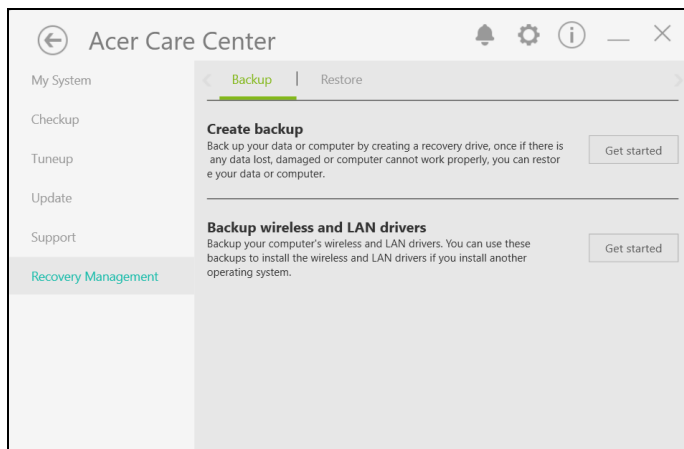 Acer Care Center
My System
Checkup
Tuneup
Update
Support
Recovery Management
Backup | Restore
Create backup
Back up your data or computer by creating a recovery drive, once if there is
any data lost, damaged or computer cannot work properly, you can restor
e your data or computer.
Get started
Backup wireless and LAN drivers
Backup your computer's wireless and LAN drivers. You can use these
backups to install the wireless and LAN drivers if you install another
operating system.
Get started